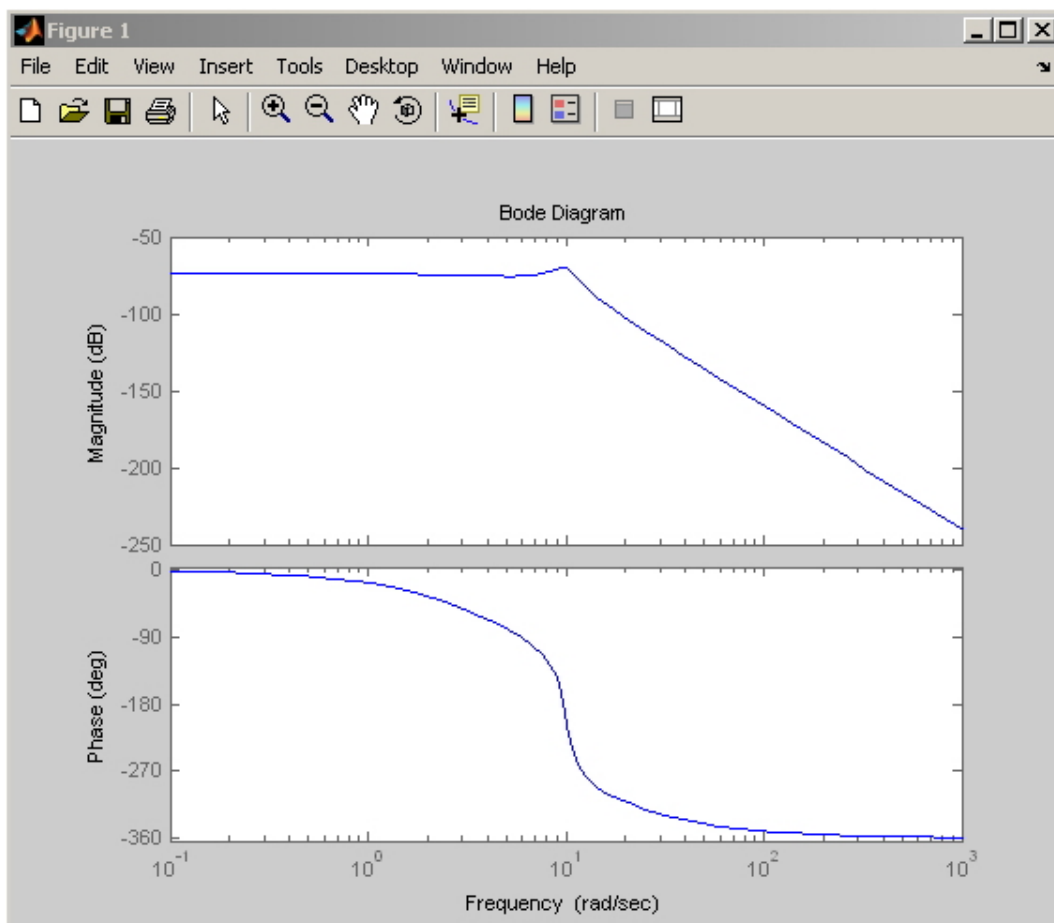 Figure 1
File Edit View Insert Tools Desktop Window Help
Bode Diagram
-50
-100
-150
-200
-250
Magnitude (dB)
0
-90
-180
-270
-360
Phase (deg)
10^-1 10^0 10^1 10^2 10^3
Frequency (rad/sec)